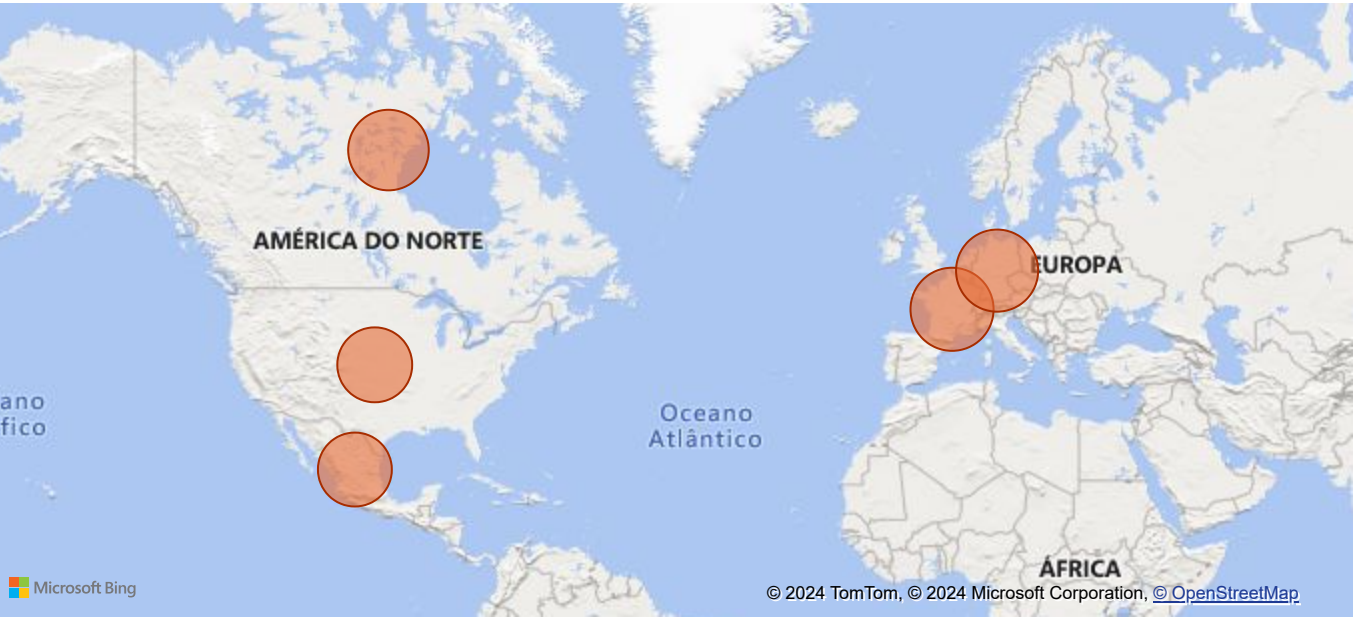 AMÉRICA DO NORTE
EUROPA
ano
fico
Oceano
Atlântico
ÁFRICA
Microsoft Bing
© 2024 TomTom, © 2024 Microsoft Corporation, © OpenStreetMap